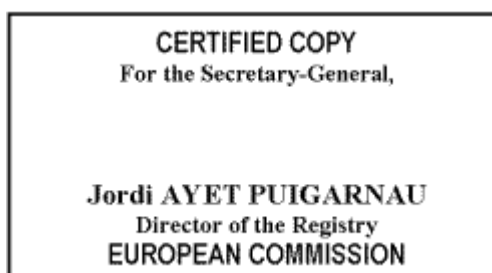 CERTIFIED COPY
For the Secretary-General,
Jordi AYET PUIGARNAU
Director of the Registry
EUROPEAN COMMISSION